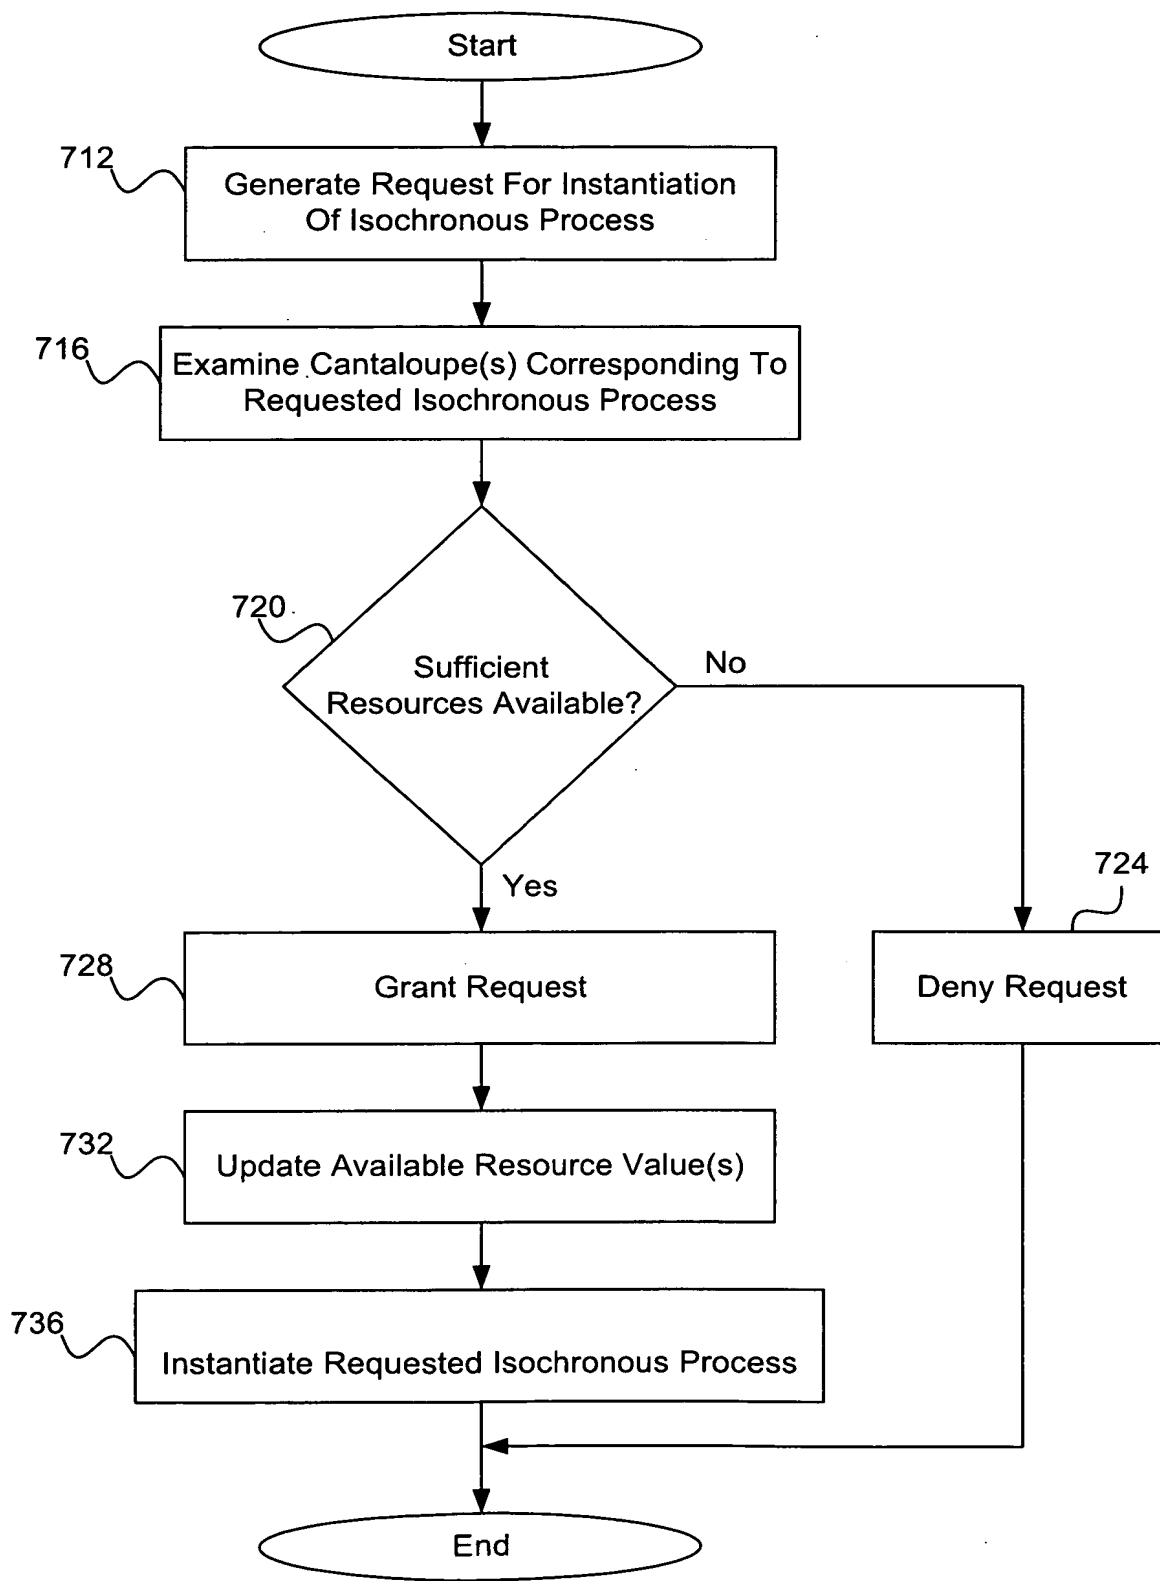 Start
712
Generate Request For Instantiation
Of Isochronous Process
716
Examine Cantaloupe(s) Corresponding To
Requested Isochronous Process
720
Sufficient
Resources Available?
No
Yes
724
728
Grant Request
Deny Request
732
Update Available Resource Value(s)
736
Instantiate Requested Isochronous Process
End